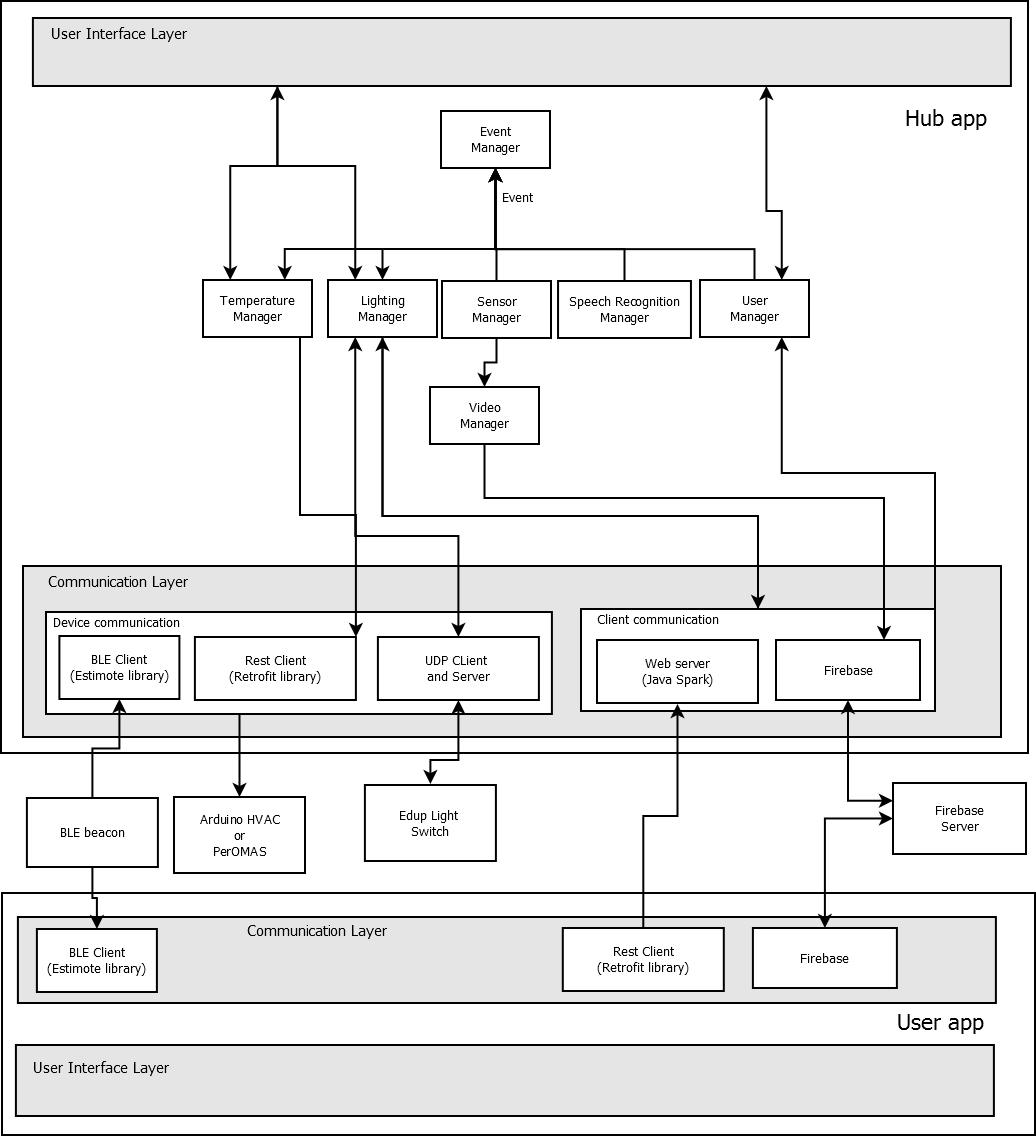 User Interface Layer
Hub app
Event
Manager
Event
Temperature
Manager
Lighting
Manager
Sensor
Manager
Speech Recognition
Manager
User
Manager
Video
Manager
Communication Layer
Device communication
BLE Client
(Estimote library)
Rest Client
(Retrofit library)
UDP CLient
and Server
Client communication
Web server
(Java Spark)
Firebase
BLE beacon
Arduino HVAC
or
PerOMAS
Edup Light
Switch
Firebase
Server
Communication Layer
BLE Client
(Estimote library)
Rest Client
(Retrofit library)
Firebase
User app
User Interface Layer